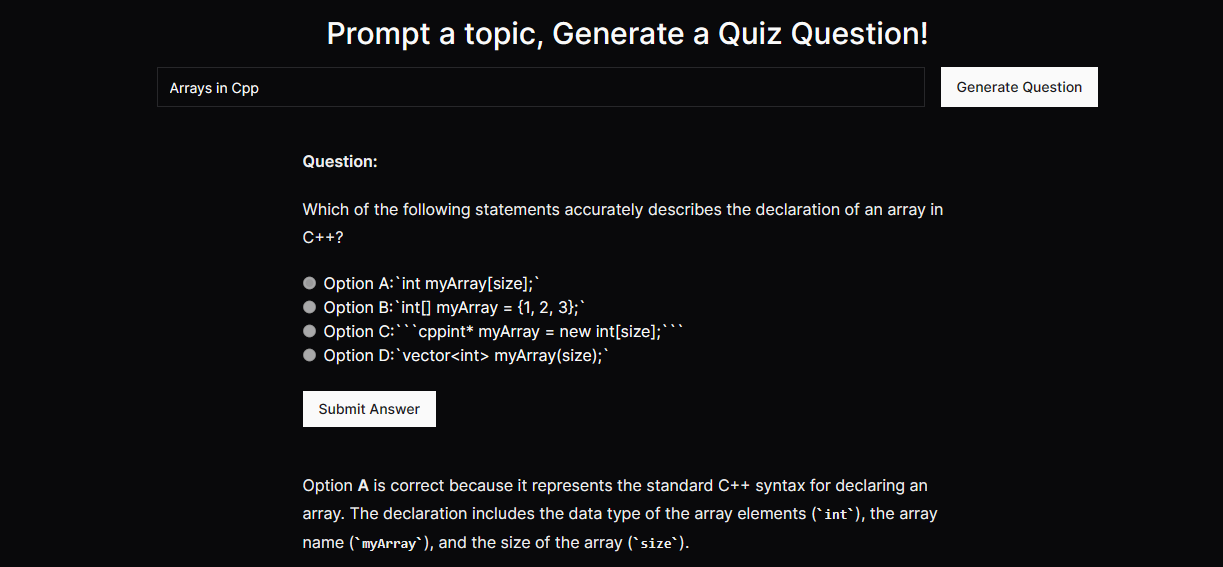 Prompt a topic, Generate a Quiz Question!
Arrays in Cpp
Generate Question
Question:
Which of the following statements accurately describes the declaration of an array in
C++?
Option A:`int myArray[size];`
Option B:`int[] myArray = {1, 2, 3};`
Option C:```cppint* myArray = new int[size];```
Option D:`vector<int> myArray(size);`
Submit Answer
Option A is correct because it represents the standard C++ syntax for declaring an
array. The declaration includes the data type of the array elements (`int`), the array
name (`myArray`), and the size of the array (`size`).